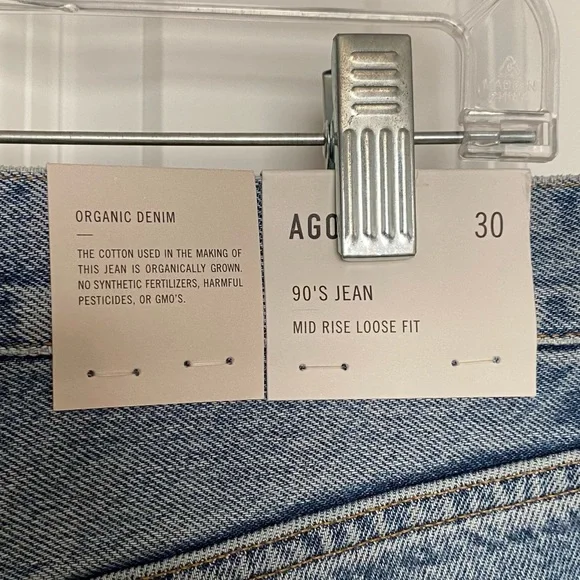 ORGANIC DENIM
THE COTTON USED IN THE MAKING OF
THIS JEAN IS ORGANICALLY GROWN.
NO SYNTHETIC FERTILIZERS, HARMFUL
PESTICIDES, OR GMO'S.
AGO
30
90'S JEAN
MID RISE LOOSE FIT